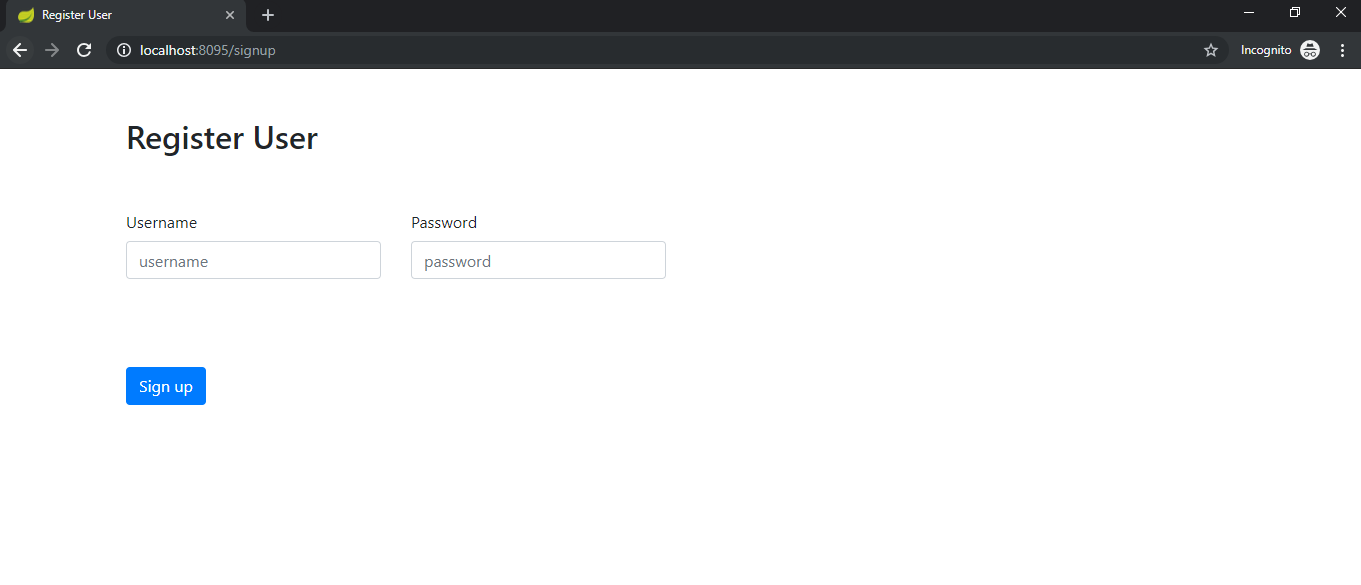 Register User
localhost:8095/signup
Incognito
Register User
Username Password
username password
Sign up